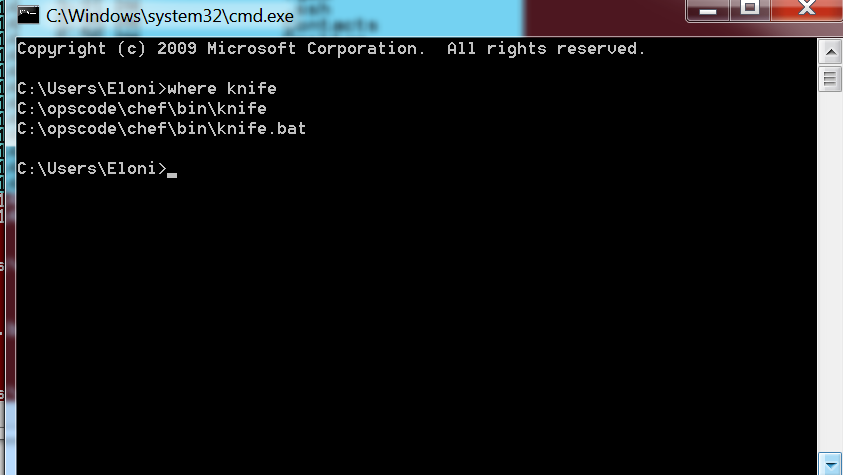 C:\Windows\system32\cmd.exe
Copyright (c) 2009 Microsoft Corporation.  All rights reserved.
C:\Users\Eloni>where knife
C:\opscode\chef\bin\knife
C:\opscode\chef\bin\knife.bat
C:\Users\Eloni>